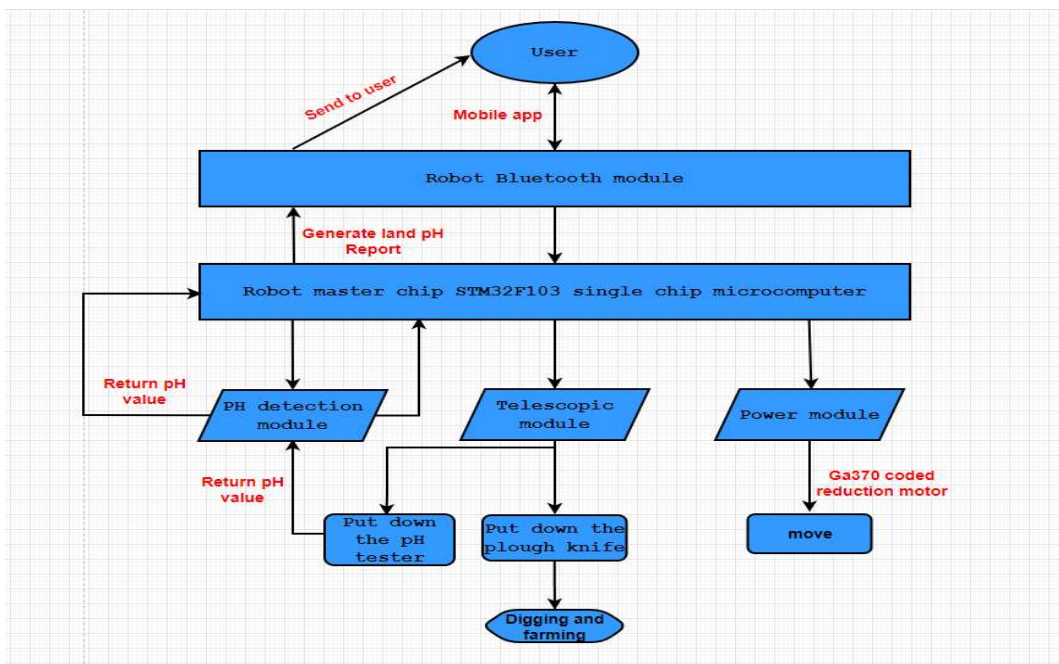 User
Send to user
Mobile app
Robot Bluetooth module
Generate land pH
Report
Robot master chip STM32F103 single chip microcomputer
Return pH
value
PH detection
module
Telescopic
module
Power module
Return pH
value
Ga370 coded
reduction motor
Put down
the pH
tester
Put down the
plough knife
move
Digging and
farming